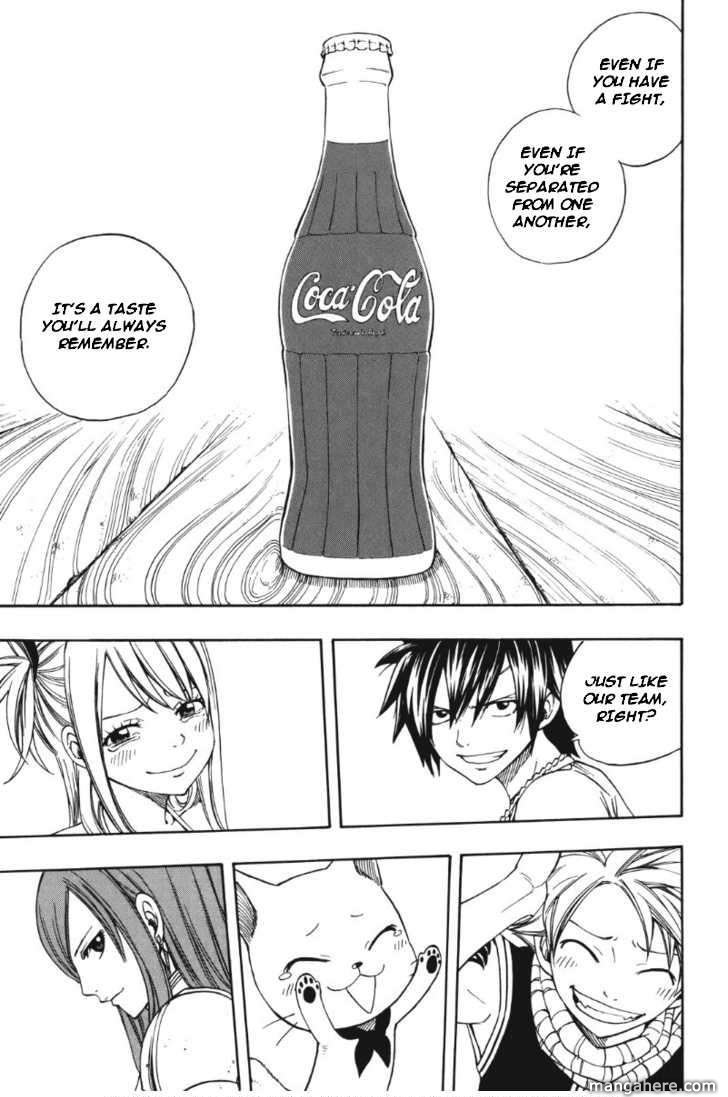 EVEN IF
YOU HAVE
A FIGHT,
EVEN IF
YOU'RE
SEPARATED
FROM ONE
ANOTHER,
IT'S A TASTE
YOU'LL ALWAYS
REMEMBER.
Coca-Cola
JUST LIKE
OUR TEAM,
RIGHT?
mangahere.com